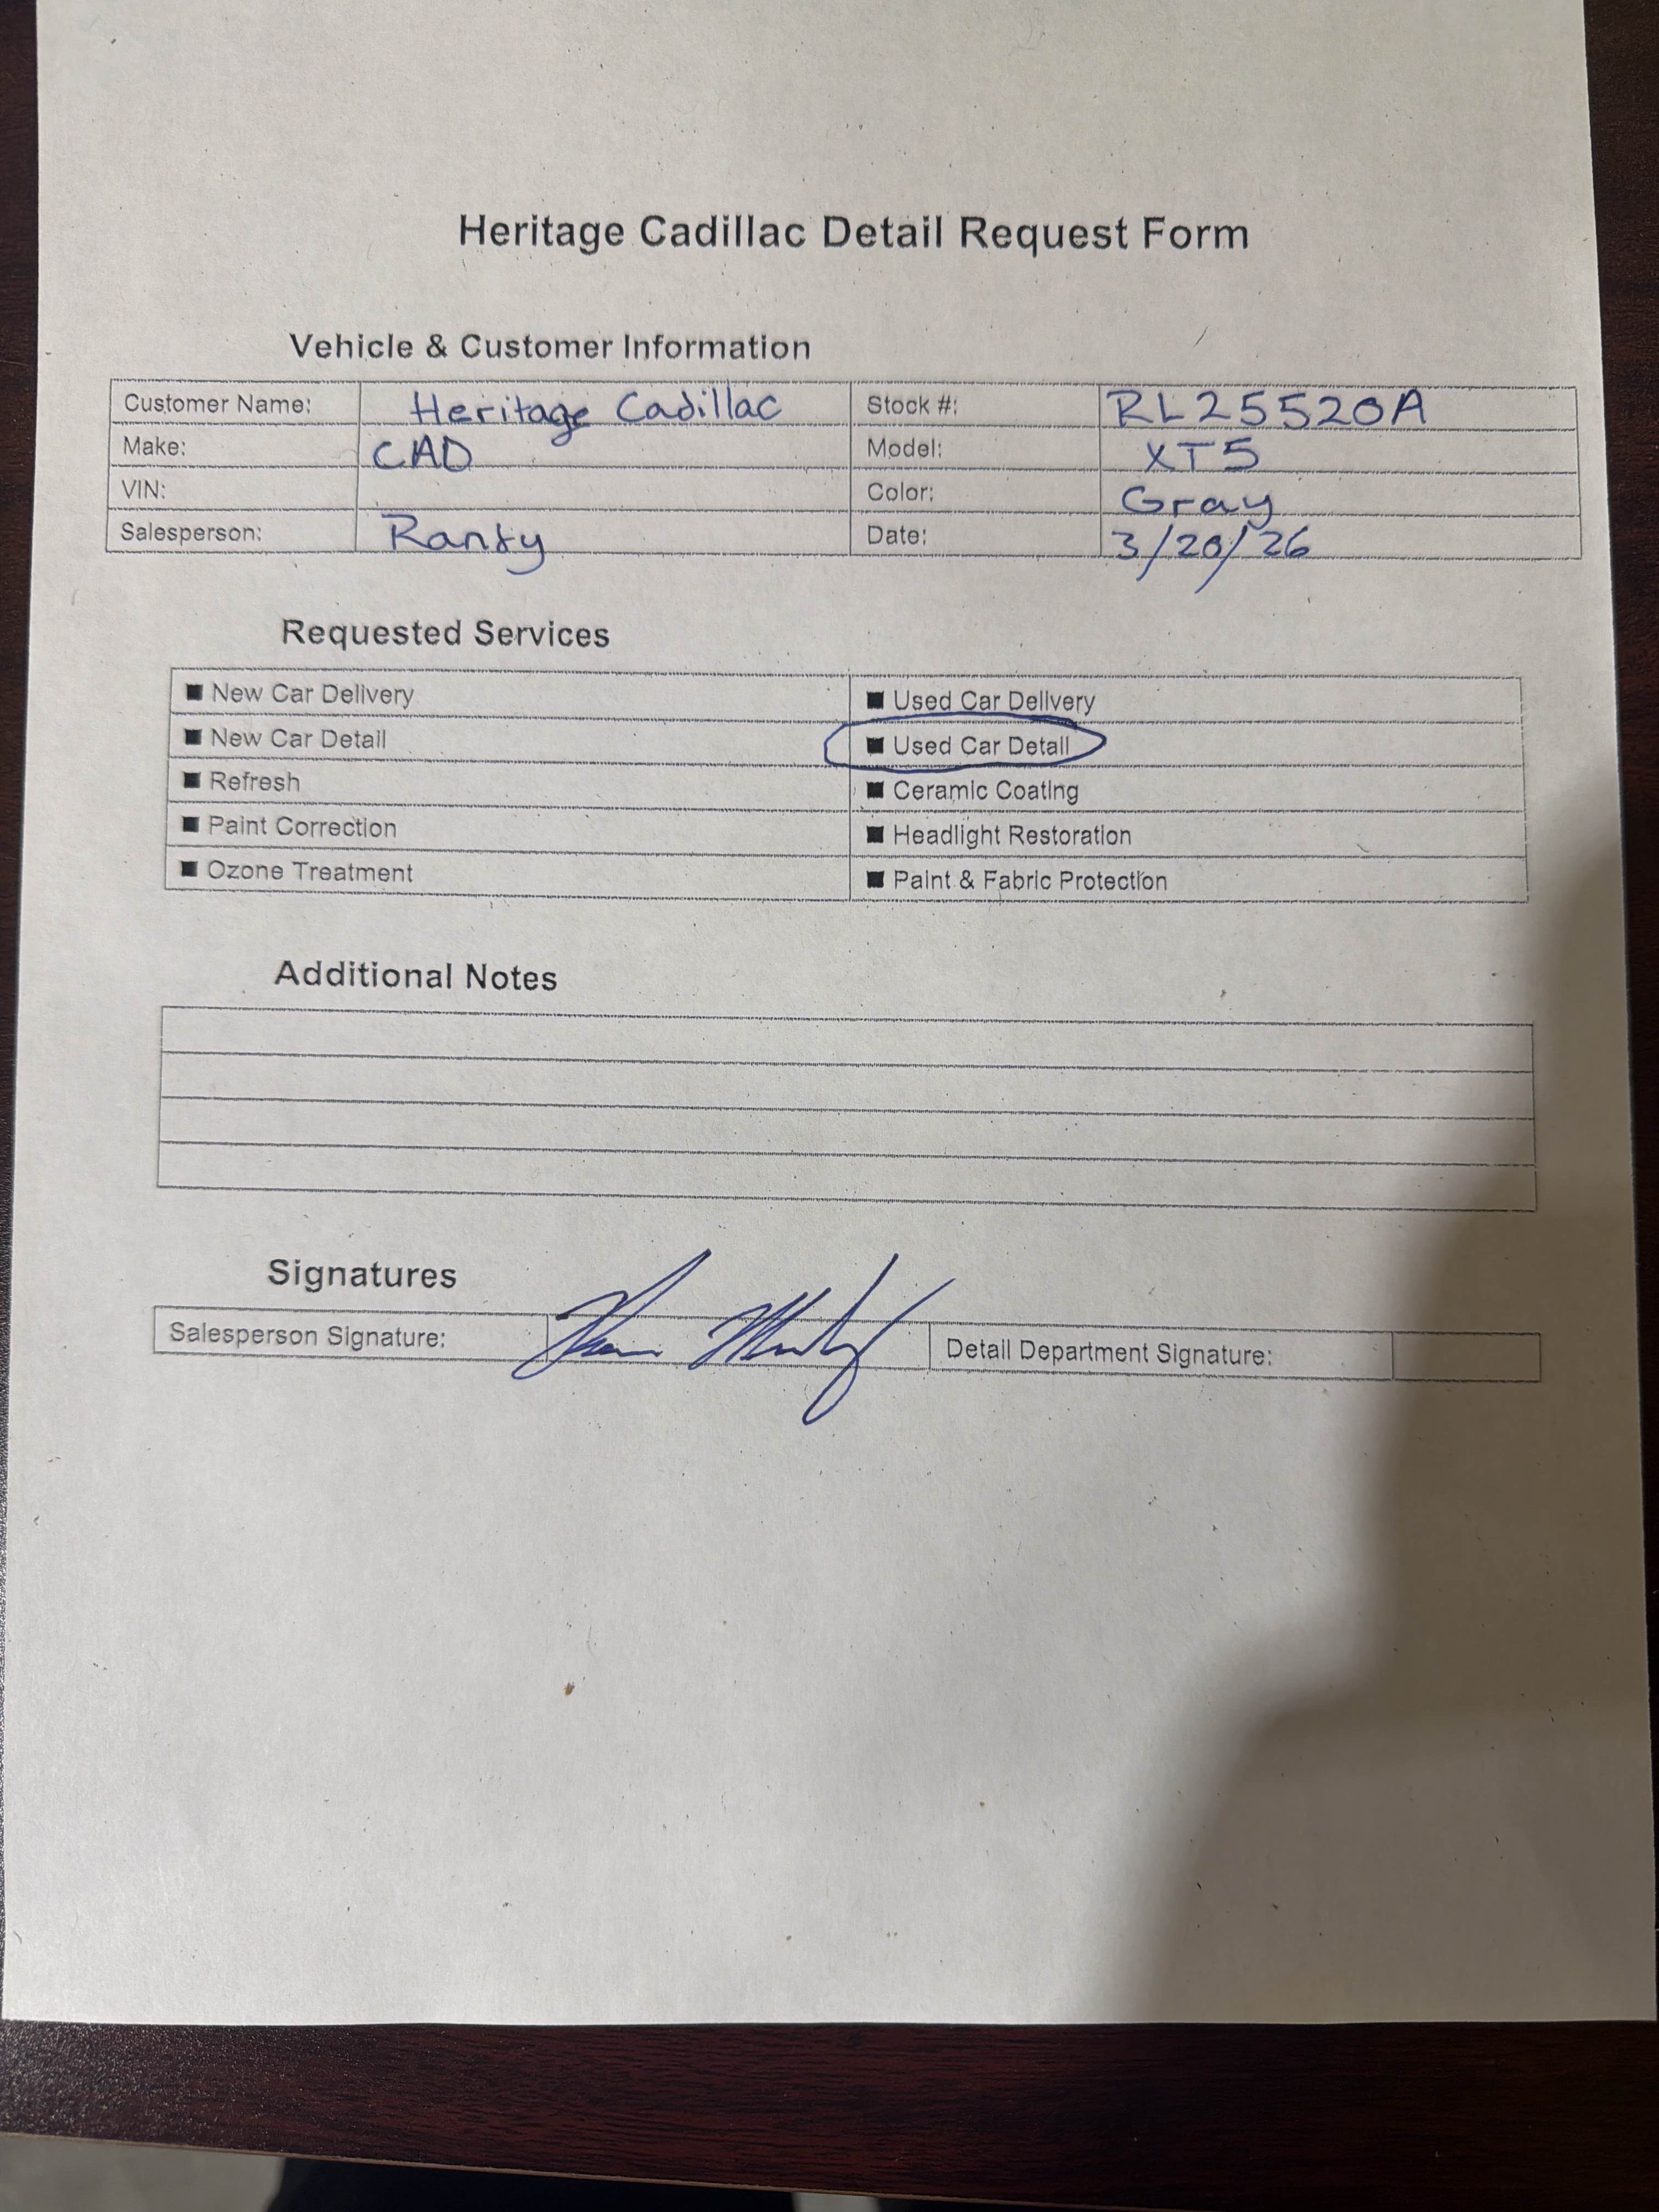 Heritage Cadillac Detail Request Form
Vehicle & Customer Information
Customer Name: Heritage Cadillac Stock #: RL25520A
Make: CAD Model: XT5
VIN: Color: Gray
Salesperson: Date: 3/20/26
Requested Services
■ New Car Delivery ■ Used Car Delivery
■ New Car Detail ■ Used Car Detail
■ Refresh ■ Ceramic Coating
■ Paint Correction ■ Headlight Restoration
■ Ozone Treatment ■ Paint & Fabric Protection
Additional Notes
Signatures
Salesperson Signature: Detail Department Signature: